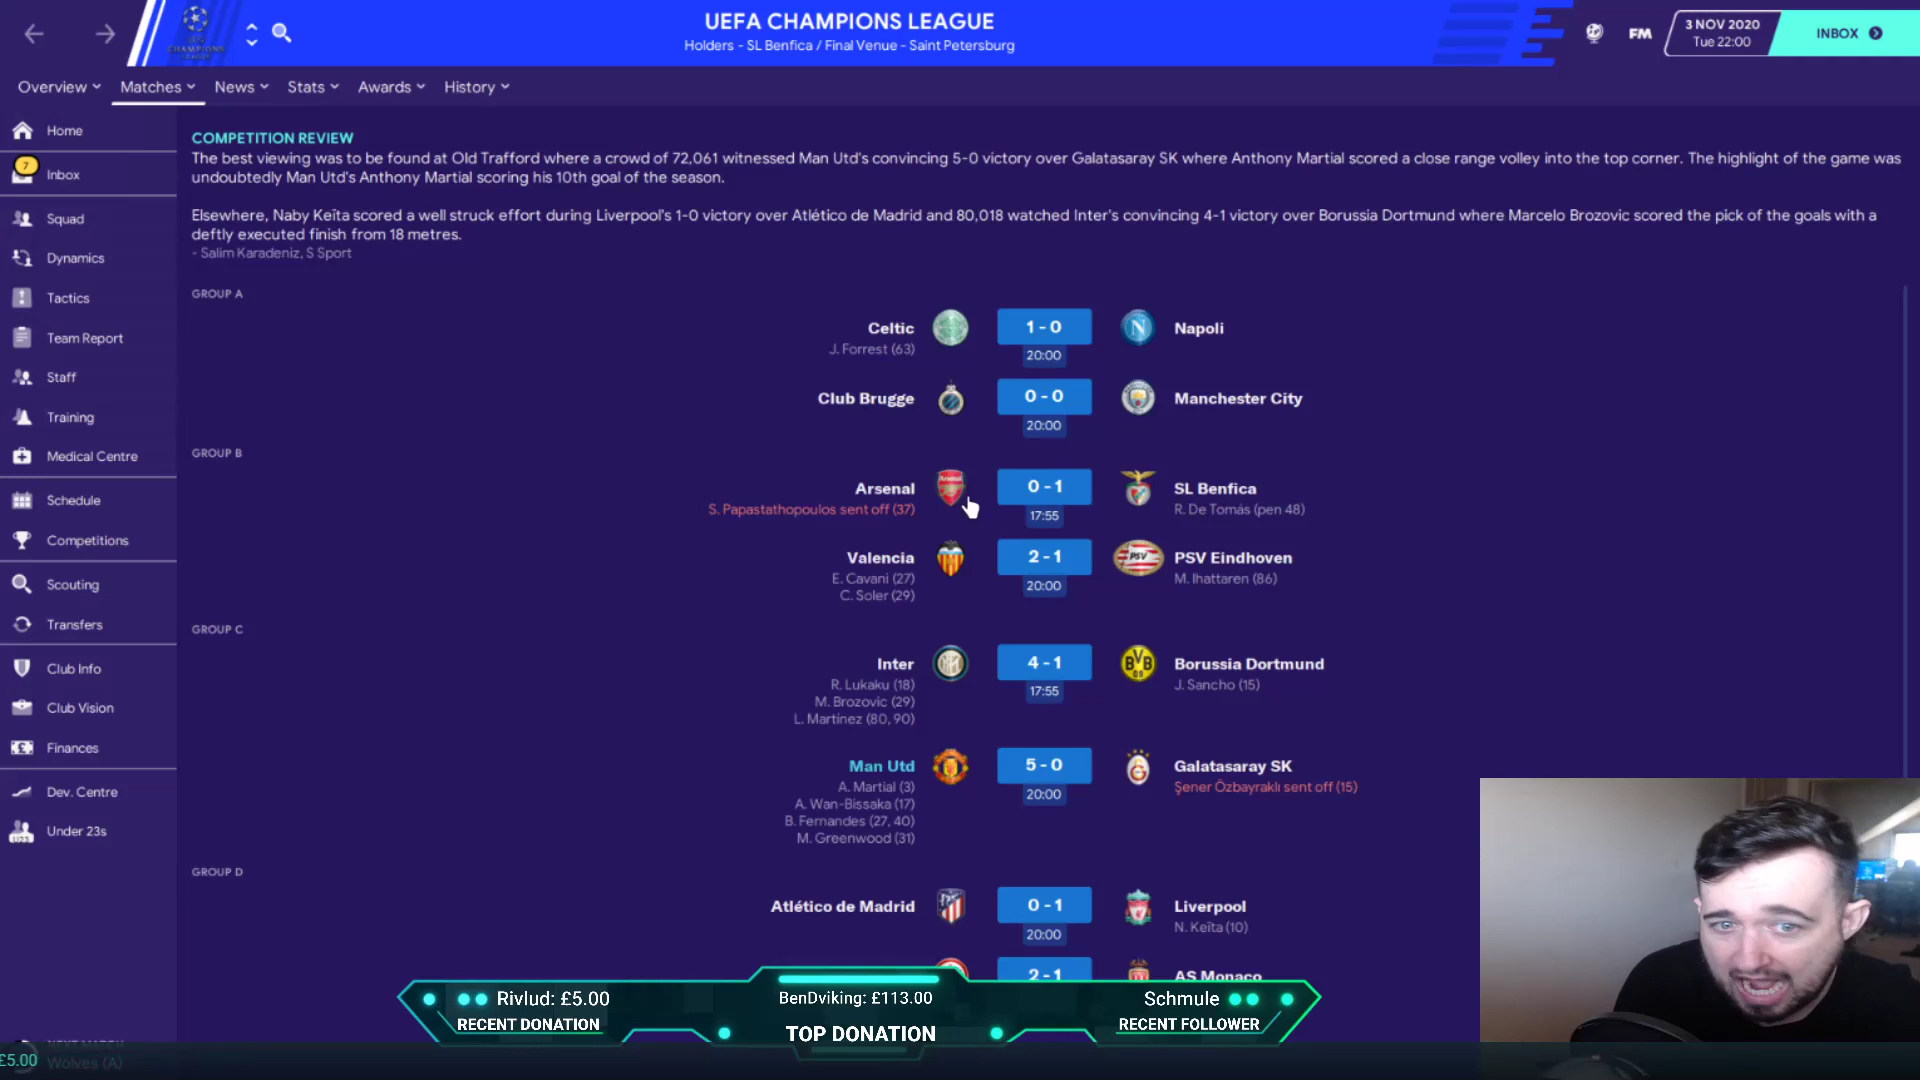 UEFA CHAMPIONS LEAGUE
Holders - SL Benfica / Final Venue - Saint Petersburg
FM
3 NOV 2020
Tue 22:00
INBOX
Overview
Matches
News
Stats
Awards
History
Home
7
Inbox
Squad
Dynamics
Tactics
Team Report
Staff
Training
Medical Centre
Schedule
Competitions
Scouting
Transfers
Club Info
Club Vision
Finances
Dev. Centre
Under 23s
Wolves (A)
£5.00
COMPETITION REVIEW
The best viewing was to be found at Old Trafford where a crowd of 72,061 witnessed Man Utd's convincing 5-0 victory over Galatasaray SK where Anthony Martial scored a close range volley into the top corner. The highlight of the game was
undoubtedly Man Utd's Anthony Martial scoring his 10th goal of the season.
Elsewhere, Naby Keïta scored a well struck effort during Liverpool's 1-0 victory over Atlético de Madrid and 80,018 watched Inter's convincing 4-1 victory over Borussia Dortmund where Marcelo Brozovic scored the pick of the goals with a
deftly executed finish from 18 metres.
- Salim Karadeniz, S Sport
GROUP A
Celtic 1 - 0 Napoli
J. Forrest (63)
20:00
Club Brugge 0 - 0 Manchester City
20:00
GROUP B
Arsenal 0 - 1 SL Benfica
S. Papastathopoulos sent off (37) R. De Tomás (pen 48)
17:55
Valencia 2 - 1 PSV Eindhoven
E. Cavani (27) M. Ihattaren (86)
20:00
C. Soler (29)
GROUP C
Inter 4 - 1 Borussia Dortmund
R. Lukaku (18) J. Sancho (15)
17:55
M. Brozovic (29)
L. Martínez (80, 90)
Man Utd 5 - 0 Galatasaray SK
A. Martial (3) Şener Özbayraklı sent off (15)
20:00
A. Wan-Bissaka (17)
B. Fernandes (27, 40)
M. Greenwood (31)
GROUP D
Atlético de Madrid 0 - 1 Liverpool
N. Keïta (10)
20:00
2 - 1 AS Monaco
Rivlud: £5.00
RECENT DONATION
BenDviking: £113.00
TOP DONATION
Schmule
RECENT FOLLOWER